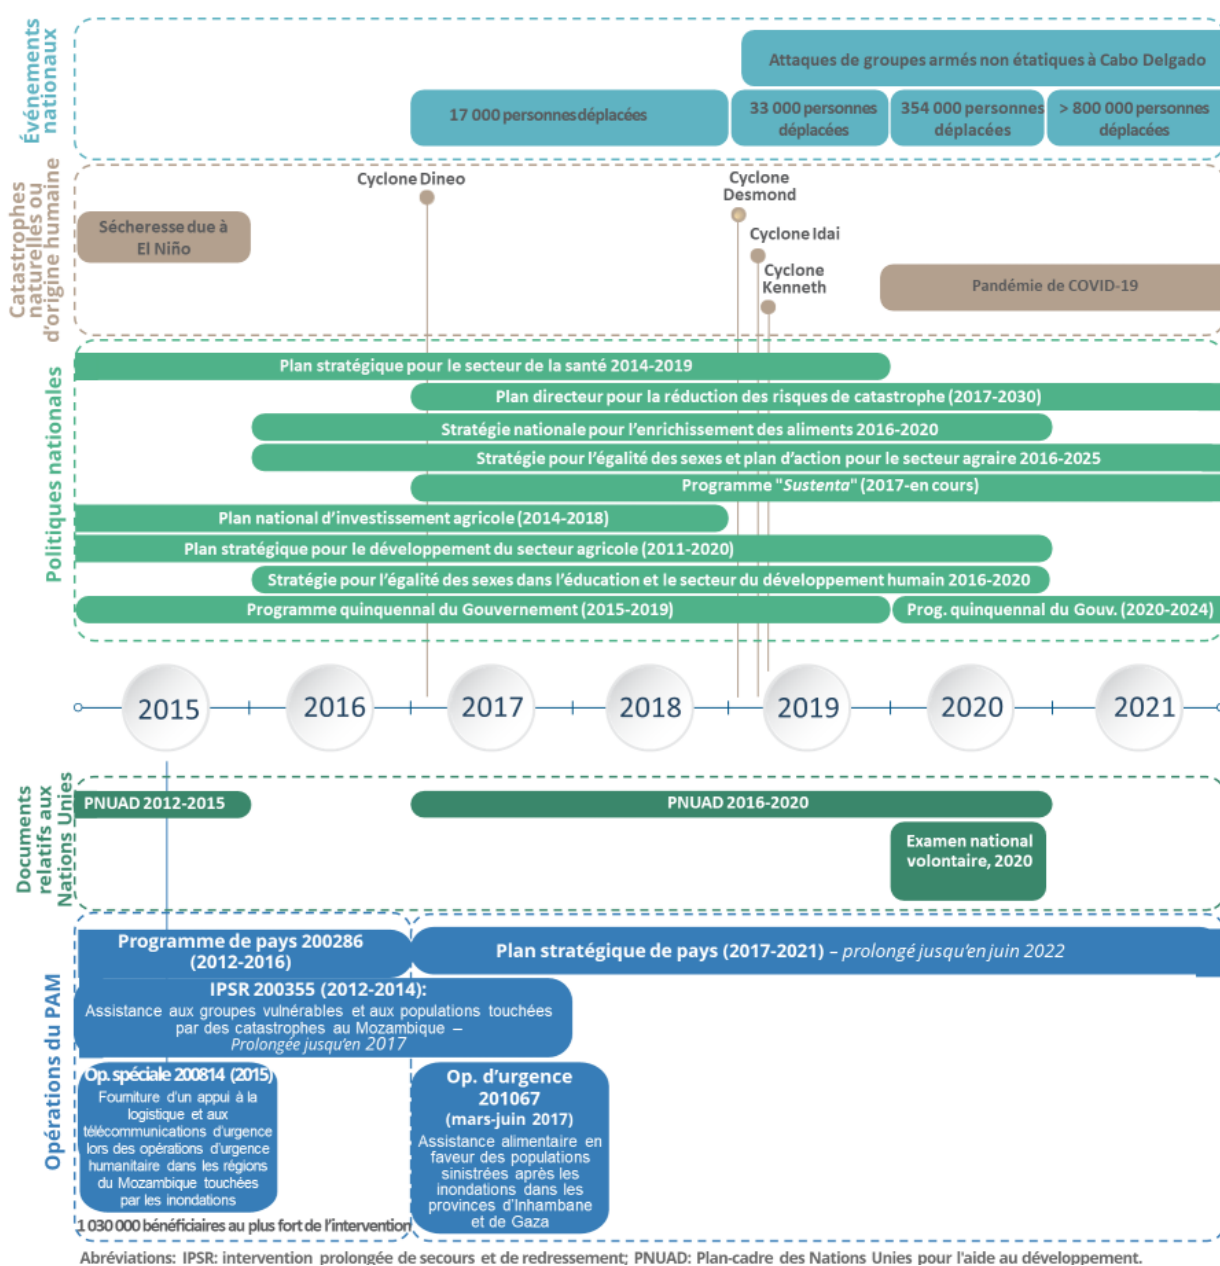 Événements
nationaux
Attaques de groupes armés non étatiques à Cabo Delgado
17 000 personnes déplacées
33 000 personnes
déplacées
354 000 personnes
déplacées
> 800 000 personnes
déplacées
Catastrophes
naturelles ou
d'origine humaine
Cyclone Dineo
Cyclone
Desmond
Sécheresse due à
El Niño
Cyclone Idai
Cyclone
Kenneth
Pandémie de COVID-19
Politiques nationales
Plan stratégique pour le secteur de la santé 2014-2019
Plan directeur pour la réduction des risques de catastrophe (2017-2030)
Stratégie nationale pour l'enrichissement des aliments 2016-2020
Stratégie pour l'égalité des sexes et plan d'action pour le secteur agraire 2016-2025
Programme "Sustenta" (2017-en cours)
Plan national d'investissement agricole (2014-2018)
Plan stratégique pour le développement du secteur agricole (2011-2020)
Stratégie pour l'égalité des sexes dans l'éducation et le secteur du développement humain 2016-2020
Programme quinquennal du Gouvernement (2015-2019)
Prog. quinquennal du Gouv. (2020-2024)
2015
2016
2017
2018
2019
2020
2021
Documents
relatifs aux
Nations Unies
PNUAD 2012-2015
PNUAD 2016-2020
Examen national
volontaire, 2020
Opérations du PAM
Programme de pays 200286
(2012-2016)
Plan stratégique de pays (2017-2021) – prolongé jusqu'en juin 2022
IPSR 200355 (2012-2014):
Assistance aux groupes vulnérables et aux populations touchées
par des catastrophes au Mozambique –
Prolongée jusqu'en 2017
Op. spéciale 200814 (2015)
Fourniture d'un appui à la
logistique et aux
télécommunications d'urgence
lors des opérations d'urgence
humanitaire dans les régions
du Mozambique touchées
par les inondations
Op. d'urgence
201067
(mars-juin 2017)
Assistance alimentaire en
faveur des populations
sinistrées après les
inondations dans les
provinces d'Inhambane
et de Gaza
1 030 000 bénéficiaires au plus fort de l'intervention
Abréviations: IPSR: intervention prolongée de secours et de redressement; PNUAD: Plan-cadre des Nations Unies pour l'aide au développement.